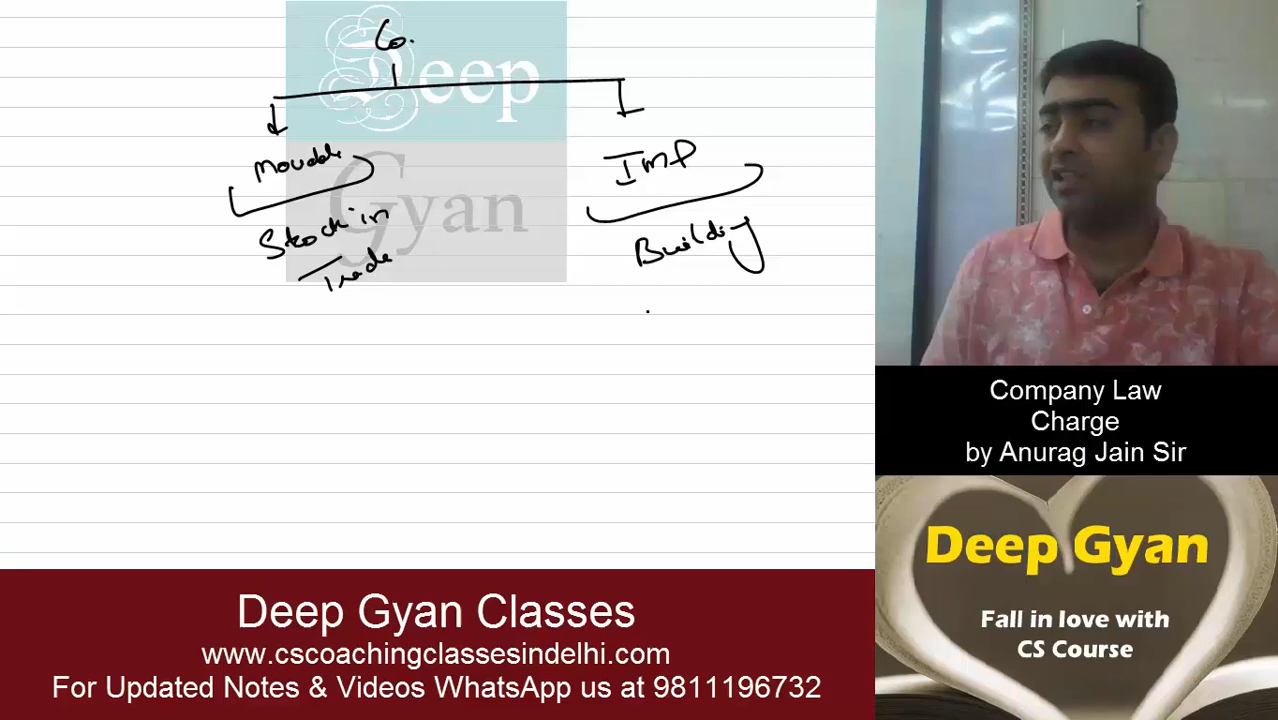 Co.
Deep
Gyan
Movable
IMP
Stock in
Trade
Building
Company Law
Charge
by Anurag Jain Sir
Deep Gyan
Fall in love with
CS Course
Deep Gyan Classes
www.cscoachingclassesindelhi.com
For Updated Notes & Videos WhatsApp us at 9811196732